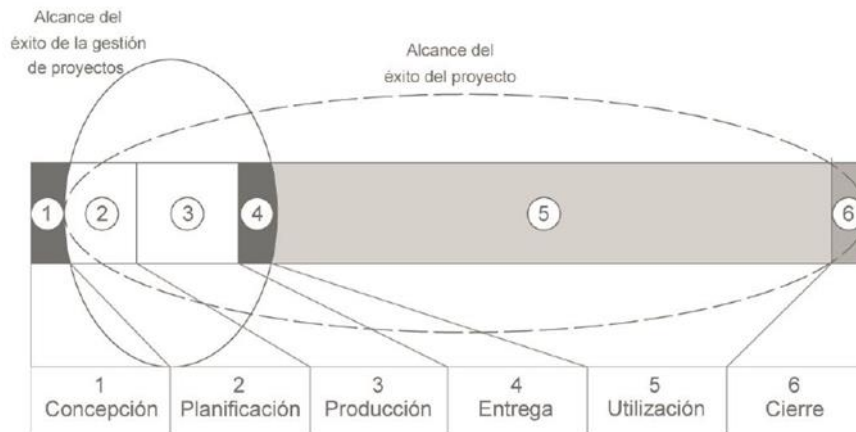 Alcance del
éxito de la gestión
de proyectos
Alcance del
éxito del proyecto
1
2
3
4
5
6
1
Concepción
2
Planificación
3
Producción
4
Entrega
5
Utilización
6
Cierre